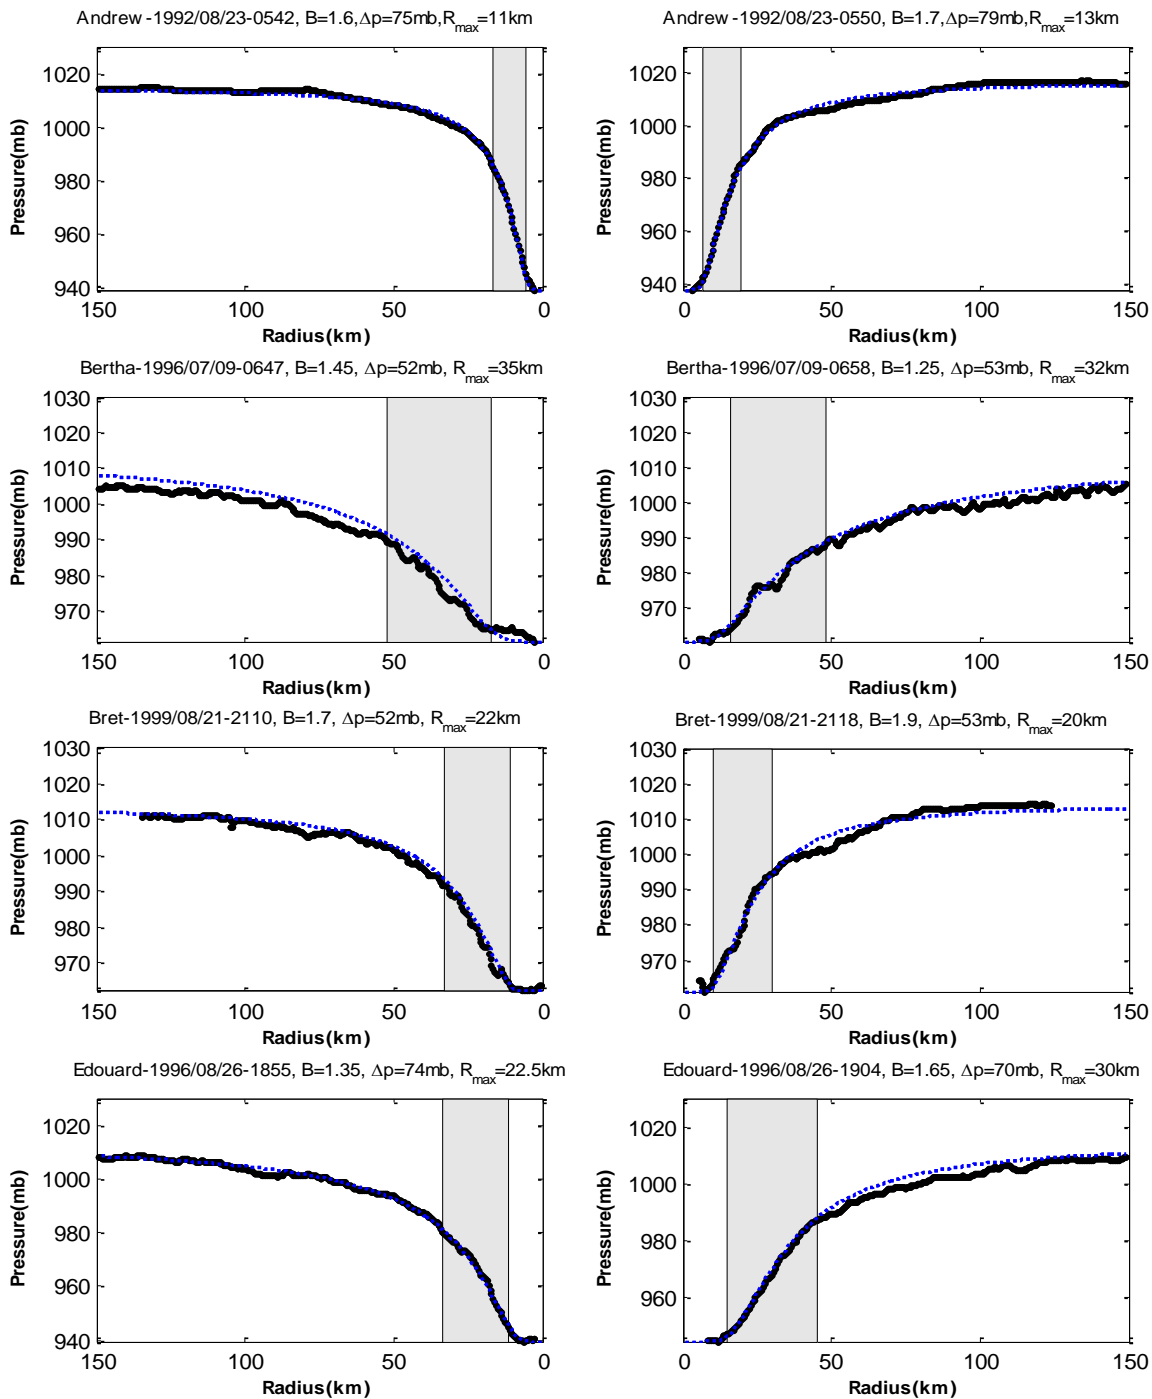 Andrew -1992/08/23-0542, B=1.6,Δp=75mb,Rmax=11km
1020
1000
980
960
940
Pressure(mb)
150 100 50 0
Radius(km)
Andrew -1992/08/23-0550, B=1.7,Δp=79mb,Rmax=13km
1020
1000
980
960
940
Pressure(mb)
0 50 100 150
Radius(km)
Bertha-1996/07/09-0647, B=1.45, Δp=52mb, Rmax=35km
1030
1020
1010
1000
990
980
970
Pressure(mb)
150 100 50 0
Radius(km)
Bertha-1996/07/09-0658, B=1.25, Δp=53mb, Rmax=32km
1030
1020
1010
1000
990
980
970
Pressure(mb)
0 50 100 150
Radius(km)
Bret-1999/08/21-2110, B=1.7, Δp=52mb, Rmax=22km
1030
1020
1010
1000
990
980
970
Pressure(mb)
150 100 50 0
Radius(km)
Bret-1999/08/21-2118, B=1.9, Δp=53mb, Rmax=20km
1030
1020
1010
1000
990
980
970
Pressure(mb)
0 50 100 150
Radius(km)
Edouard-1996/08/26-1855, B=1.35, Δp=74mb, Rmax=22.5km
1020
1000
980
960
940
Pressure(mb)
150 100 50 0
Radius(km)
Edouard-1996/08/26-1904, B=1.65, Δp=70mb, Rmax=30km
1020
1000
980
960
Pressure(mb)
0 50 100 150
Radius(km)